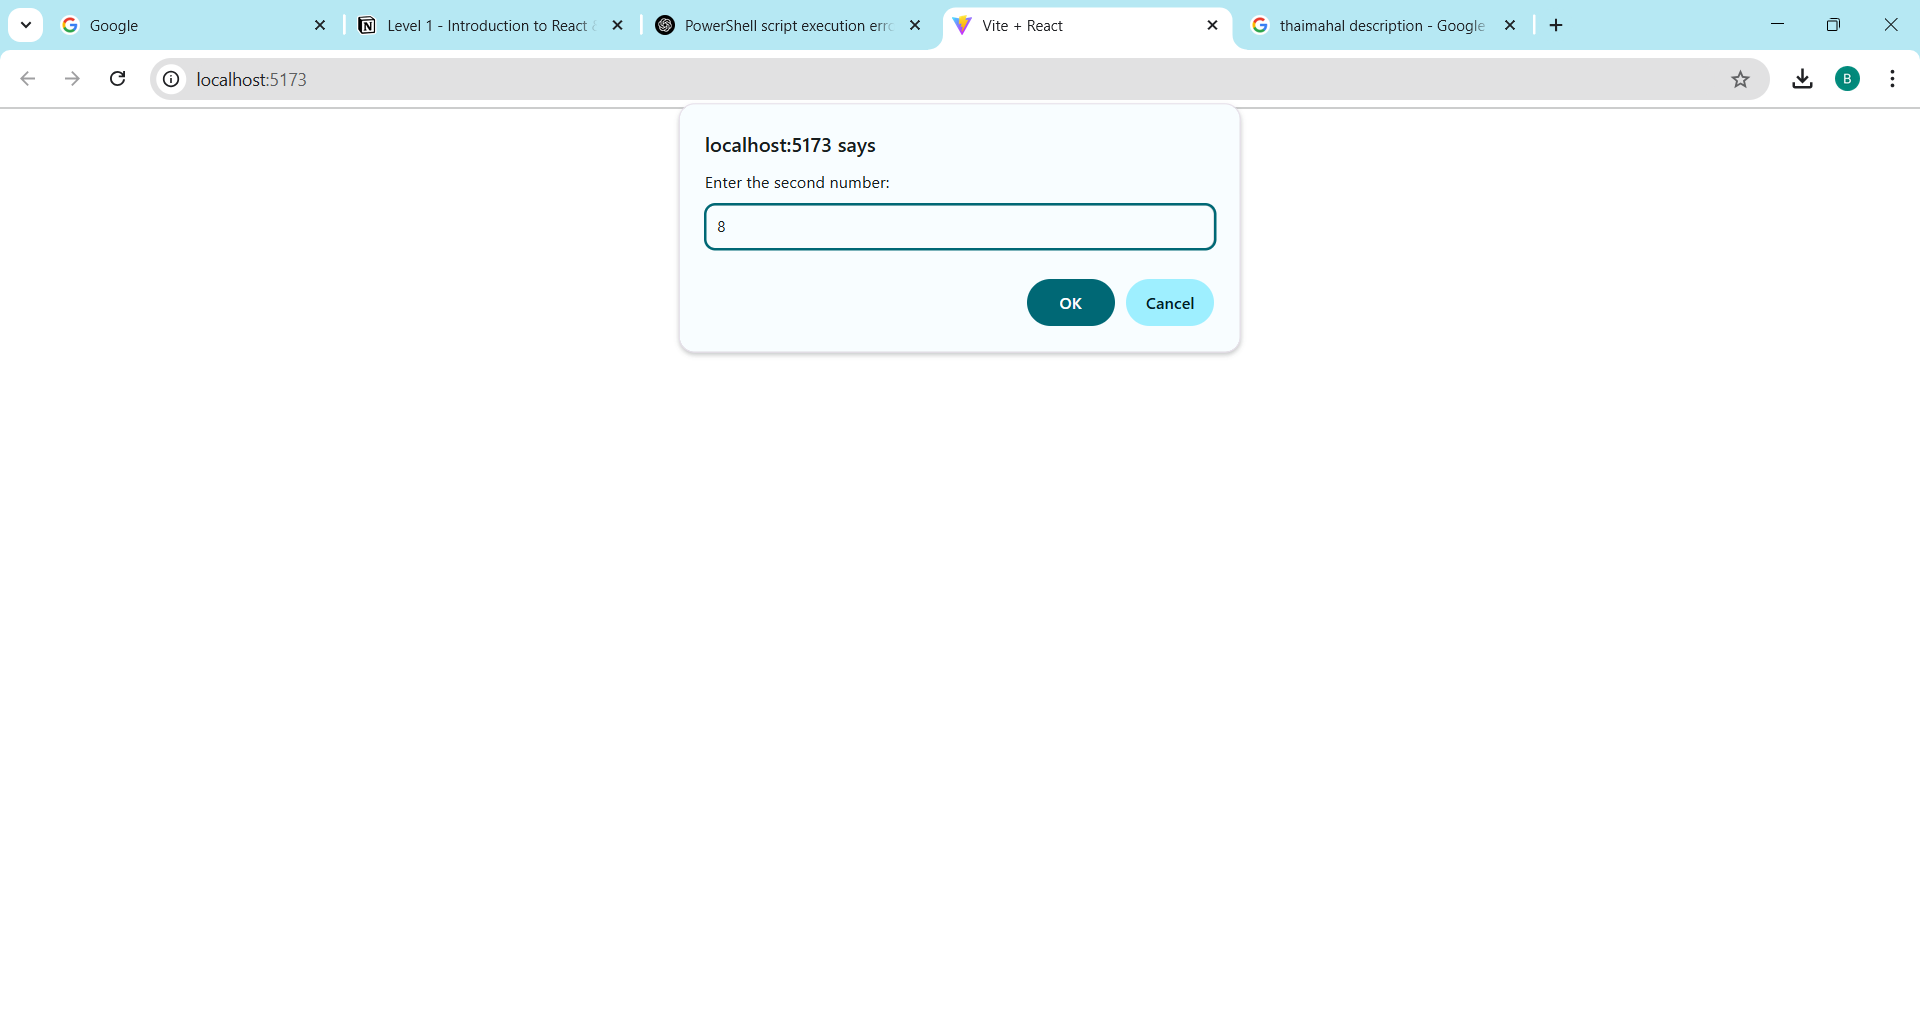 Google
Level 1 - Introduction to React
PowerShell script execution erro
Vite + React
thaimahal description - Google
localhost:5173
B
localhost:5173 says
Enter the second number:
8
OK
Cancel